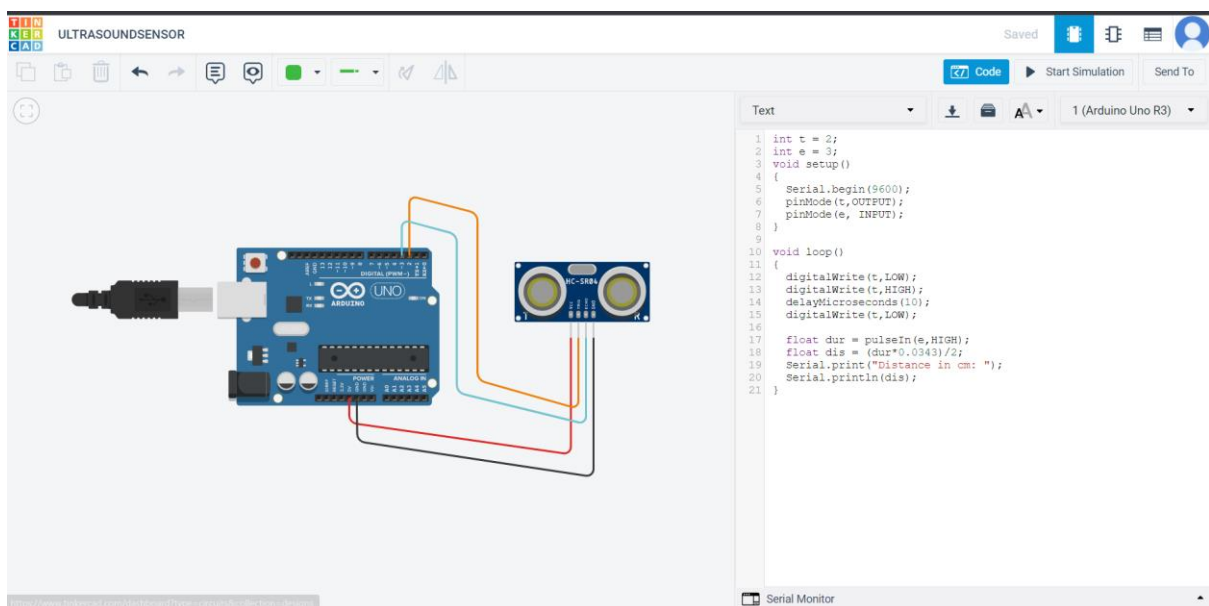 TIN
KER
CAD
ULTRASOUNDSENSOR
Saved
Code
Start Simulation
Send To
Text
1 (Arduino Uno R3)
1 int t = 2;
2 int e = 3;
3 void setup()
4 {
5 Serial.begin(9600);
6 pinMode(t,OUTPUT);
7 pinMode(e, INPUT);
8 }
9
10 void loop()
11 {
12 digitalWrite(t,LOW);
13 digitalWrite(t,HIGH);
14 delayMicroseconds(10);
15 digitalWrite(t,LOW);
16
17 float dur = pulseIn(e,HIGH);
18 float dis = (dur*0.0343)/2;
19 Serial.print("Distance in cm: ");
20 Serial.println(dis);
21 }
DIGITAL (PWM~)
UNO
ARDUINO
POWER
ANALOG IN
HC-SR04
T
R
Serial Monitor